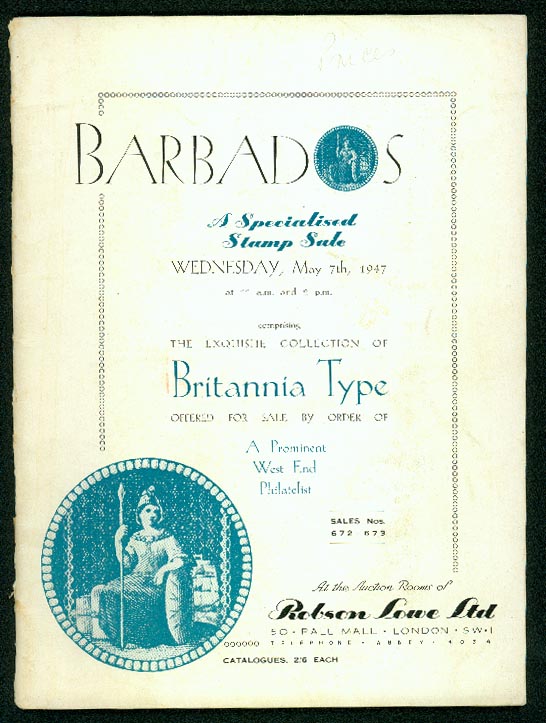 Prices
BARBADOS
A Specialised
Stamp Sale
WEDNESDAY, May 7th, 1947
at a.m. and p.m.
comprising
THE EXQUISITE COLLECTION OF
Britannia Type
OFFERED FOR SALE BY ORDER OF
A Prominent
West End
Philatelist
SALES Nos.
672 673
At the Auction Rooms of
Robson Lowe Ltd
50 · PALL MALL · LONDON · SW·1
TELEPHONE · ABBEY · 4034
CATALOGUES, 2/6 EACH